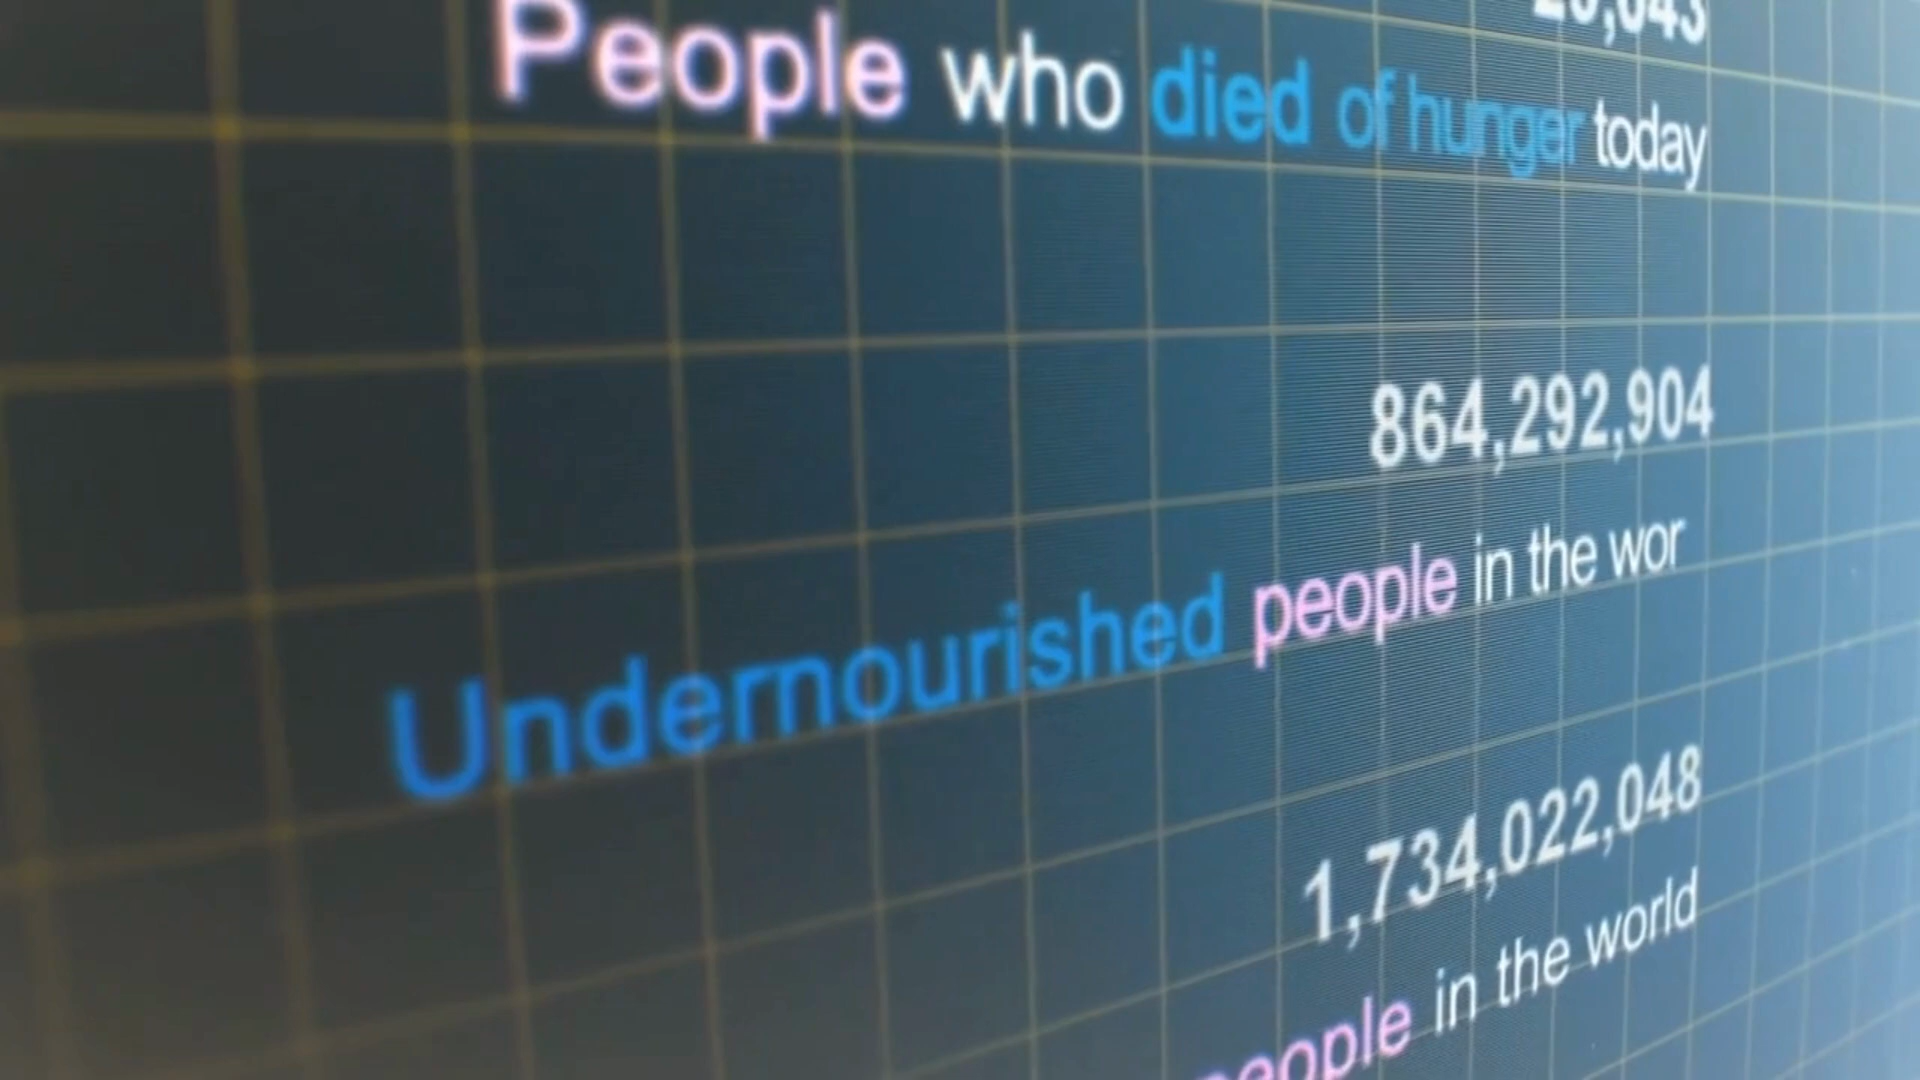 People who died of hunger today
864,292,904
Undernourished people in the wor
1,734,022,048
people in the world